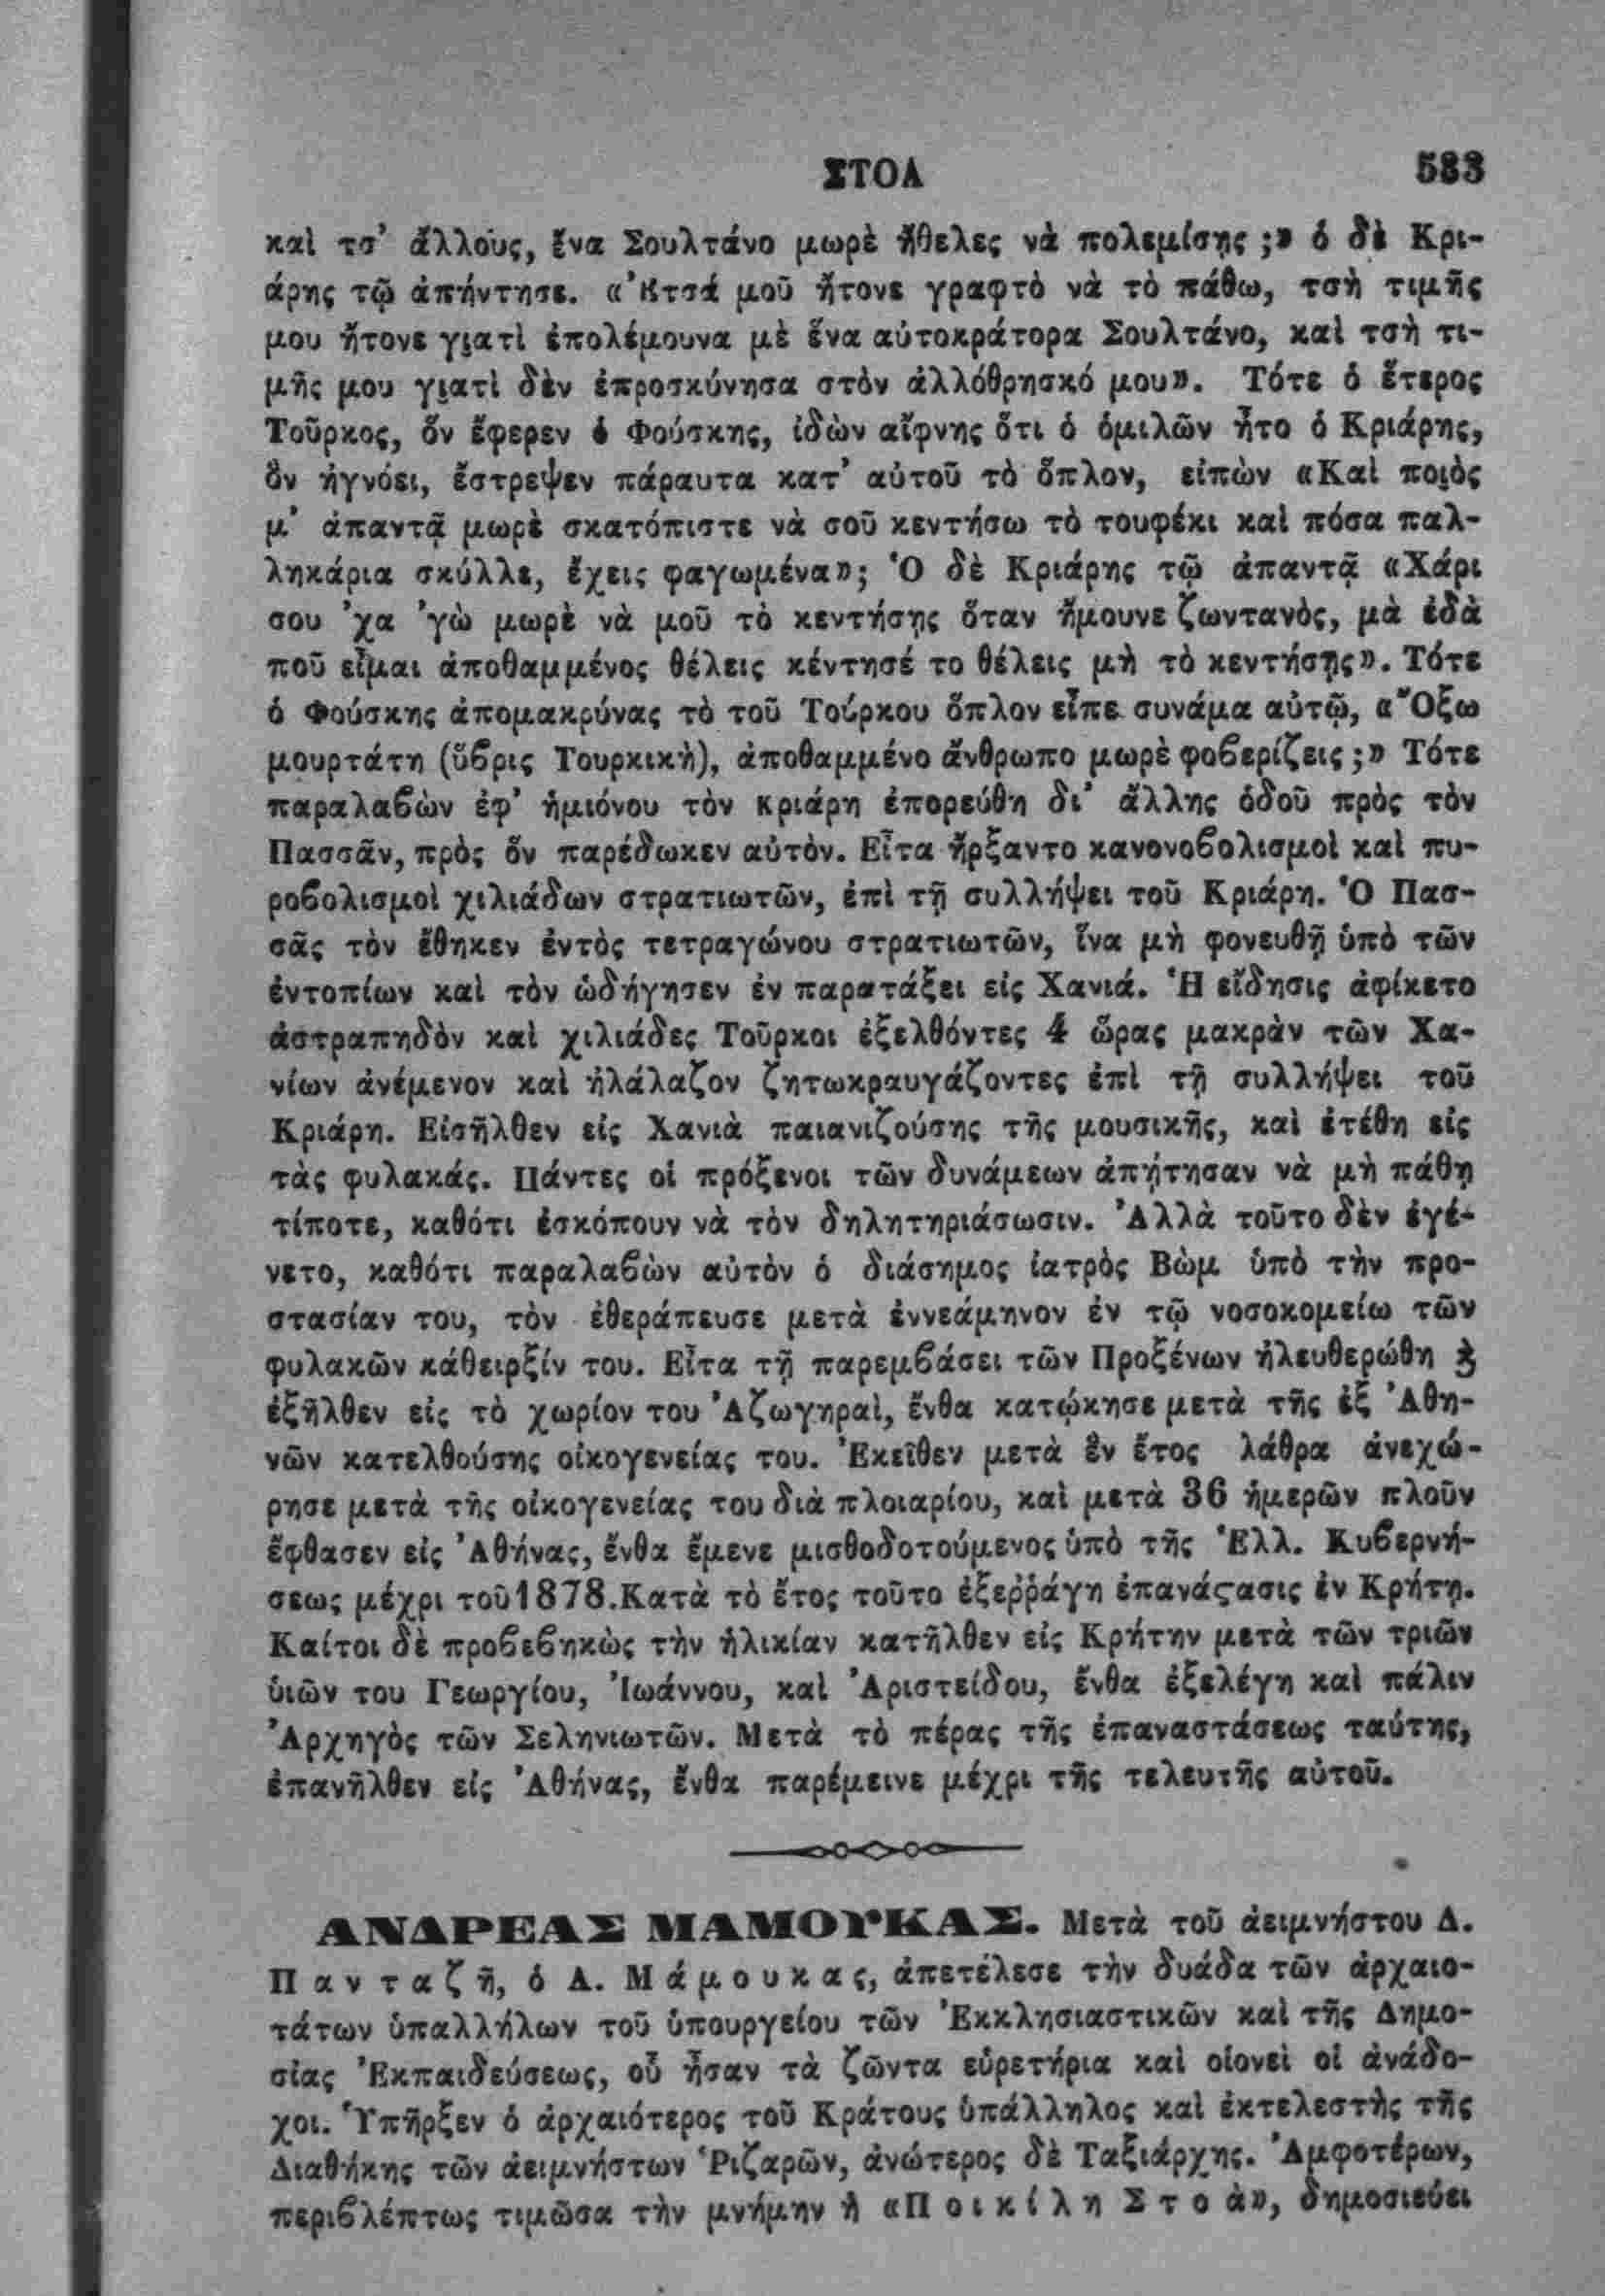 ΣΤΟΑ 583
καὶ τσ' ἄλλους, ἕνα Σουλτάνο μωρὲ ἤθελες νὰ πολεμίσῃς ;» ὁ δὲ Κρι-
άρης τῷ ἀπήντησε. «'Ετσά μοῦ ἤτονε γραφτὸ νὰ τὸ πάθω, τσὴ τιμῆς
μου ἤτονε γιατὶ ἐπολέμουνα μὲ ἕνα αὐτοκράτορα Σουλτάνο, καὶ τσὴ τι-
μῆς μου γιατὶ δὲν ἐπροσκύνησα στὸν ἀλλόθρησκό μου». Τότε ὁ ἕτερος
Τοῦρκος, ὃν ἔφερεν ὁ Φούσκης, ἰδὼν αἴφνης ὅτι ὁ ὁμιλῶν ἦτο ὁ Κριάρης,
ὃν ἠγνόει, ἔστρεψεν πάραυτα κατ' αὐτοῦ τὸ ὅπλον, εἰπὼν «Καὶ ποιὸς
μ' ἀπαντᾷ μωρὲ σκατόπιστε νὰ σοῦ κεντήσω τὸ τουφέκι καὶ πόσα παλ-
ληκάρια σκύλλε, ἔχεις φαγωμένα»; Ὁ δὲ Κριάρης τῷ ἀπαντᾷ «Χάρι
σου 'χα 'γὼ μωρὲ νὰ μοῦ τὸ κεντήσῃς ὅταν ἤμουνε ζωντανὸς, μὰ ἐδὰ
ποῦ εἶμαι ἀποθαμμένος θέλεις κέντησέ το θέλεις μὴ τὸ κεντήσῃς». Τότε
ὁ Φούσκης ἀπομακρύνας τὸ τοῦ Τούρκου ὅπλον εἶπε συνάμα αὐτῷ, «Ὄξω
μουρτάτη (ὕβρις Τουρκικὴ), ἀποθαμμένο ἄνθρωπο μωρὲ φοβερίζεις ;» Τότε
παραλαβὼν ἐφ' ἡμιόνου τὸν κριάρη ἐπορεύθη δι' ἄλλης ὁδοῦ πρὸς τὸν
Πασσᾶν, πρὸς ὃν παρέδωκεν αὐτὸν. Εἶτα ἤρξαντο κανονοβολισμοὶ καὶ πυ-
ροβολισμοὶ χιλιάδων στρατιωτῶν, ἐπὶ τῇ συλλήψει τοῦ Κριάρη. Ὁ Πασ-
σᾶς τὸν ἔθηκεν ἐντὸς τετραγώνου στρατιωτῶν, ἵνα μὴ φονευθῇ ὑπὸ τῶν
ἐντοπίων καὶ τὸν ὡδήγησεν ἐν παρατάξει εἰς Χανιά. Ἡ εἴδησις ἀφίκετο
ἀστραπηδὸν καὶ χιλιάδες Τοῦρκοι ἐξελθόντες 4 ὥρας μακρὰν τῶν Χα-
νίων ἀνέμενον καὶ ἠλάλαζον ζητωκραυγάζοντες ἐπὶ τῇ συλλήψει τοῦ
Κριάρη. Εἰσῆλθεν εἰς Χανιὰ παιανιζούσης τῆς μουσικῆς, καὶ ἐτέθη εἰς
τὰς φυλακάς. Πάντες οἱ πρόξενοι τῶν δυνάμεων ἀπῄτησαν νὰ μὴ πάθῃ
τίποτε, καθότι ἐσκόπουν νὰ τὸν δηλητηριάσωσιν. Ἀλλὰ τοῦτο δὲν ἐγέ-
νετο, καθότι παραλαβὼν αὐτὸν ὁ διάσημος ἰατρὸς Βὼμ ὑπὸ τὴν προ-
στασίαν του, τὸν ἐθεράπευσε μετὰ ἐννεάμηνον ἐν τῷ νοσοκομείω τῶν
φυλακῶν κάθειρξίν του. Εἶτα τῇ παρεμβάσει τῶν Προξένων ἠλευθερώθη ϗ
ἐξῆλθεν εἰς τὸ χωρίον του Ἀζωγηραὶ, ἔνθα κατῴκησε μετὰ τῆς ἐξ Ἀθη-
νῶν κατελθούσης οἰκογενείας του. Ἐκεῖθεν μετὰ ἓν ἔτος λάθρα ἀνεχώ-
ρησε μετὰ τῆς οἰκογενείας του διὰ πλοιαρίου, καὶ μετὰ 36 ἡμερῶν πλοῦν
ἔφθασεν εἰς Ἀθήνας, ἔνθα ἔμενε μισθοδοτούμενος ὑπὸ τῆς Ἑλλ. Κυβερνή-
σεως μέχρι τοῦ 1878. Κατὰ τὸ ἔτος τοῦτο ἐξεῤῥάγη ἐπανάϛασις ἐν Κρήτῃ.
Καίτοι δὲ προβεβηκὼς τὴν ἡλικίαν κατῆλθεν εἰς Κρήτην μετὰ τῶν τριῶν
ὑιῶν του Γεωργίου, Ἰωάννου, καὶ Ἀριστείδου, ἔνθα ἐξελέγη καὶ πάλιν
Ἀρχηγὸς τῶν Σεληνιωτῶν. Μετὰ τὸ πέρας τῆς ἐπαναστάσεως ταύτης,
ἐπανῆλθεν εἰς Ἀθήνας, ἔνθα παρέμεινε μέχρι τῆς τελευτῆς αὐτοῦ.
ΑΝΔΡΕΑΣ ΜΑΜΟΥΚΑΣ. Μετὰ τοῦ ἀειμνήστου Δ.
Πανταζῆ, ὁ Α. Μάμουκας, ἀπετέλεσε τὴν δυάδα τῶν ἀρχαιο-
τάτων ὑπαλλήλων τοῦ ὑπουργείου τῶν Ἐκκλησιαστικῶν καὶ τῆς Δημο-
σίας Ἐκπαιδεύσεως, οὗ ἦσαν τὰ ζῶντα εὑρετήρια καὶ οἱονεὶ οἱ ἀνάδο-
χοι. Ὑπῆρξεν ὁ ἀρχαιότερος τοῦ Κράτους ὑπάλληλος καὶ ἐκτελεστὴς τῆς
Διαθήκης τῶν ἀειμνήστων Ῥιζαρῶν, ἀνώτερος δὲ Ταξιάρχης. Ἀμφοτέρων,
περιβλέπτως τιμῶσα τὴν μνήμην ἡ «Ποικίλη Στοὰ», δημοσιεύει